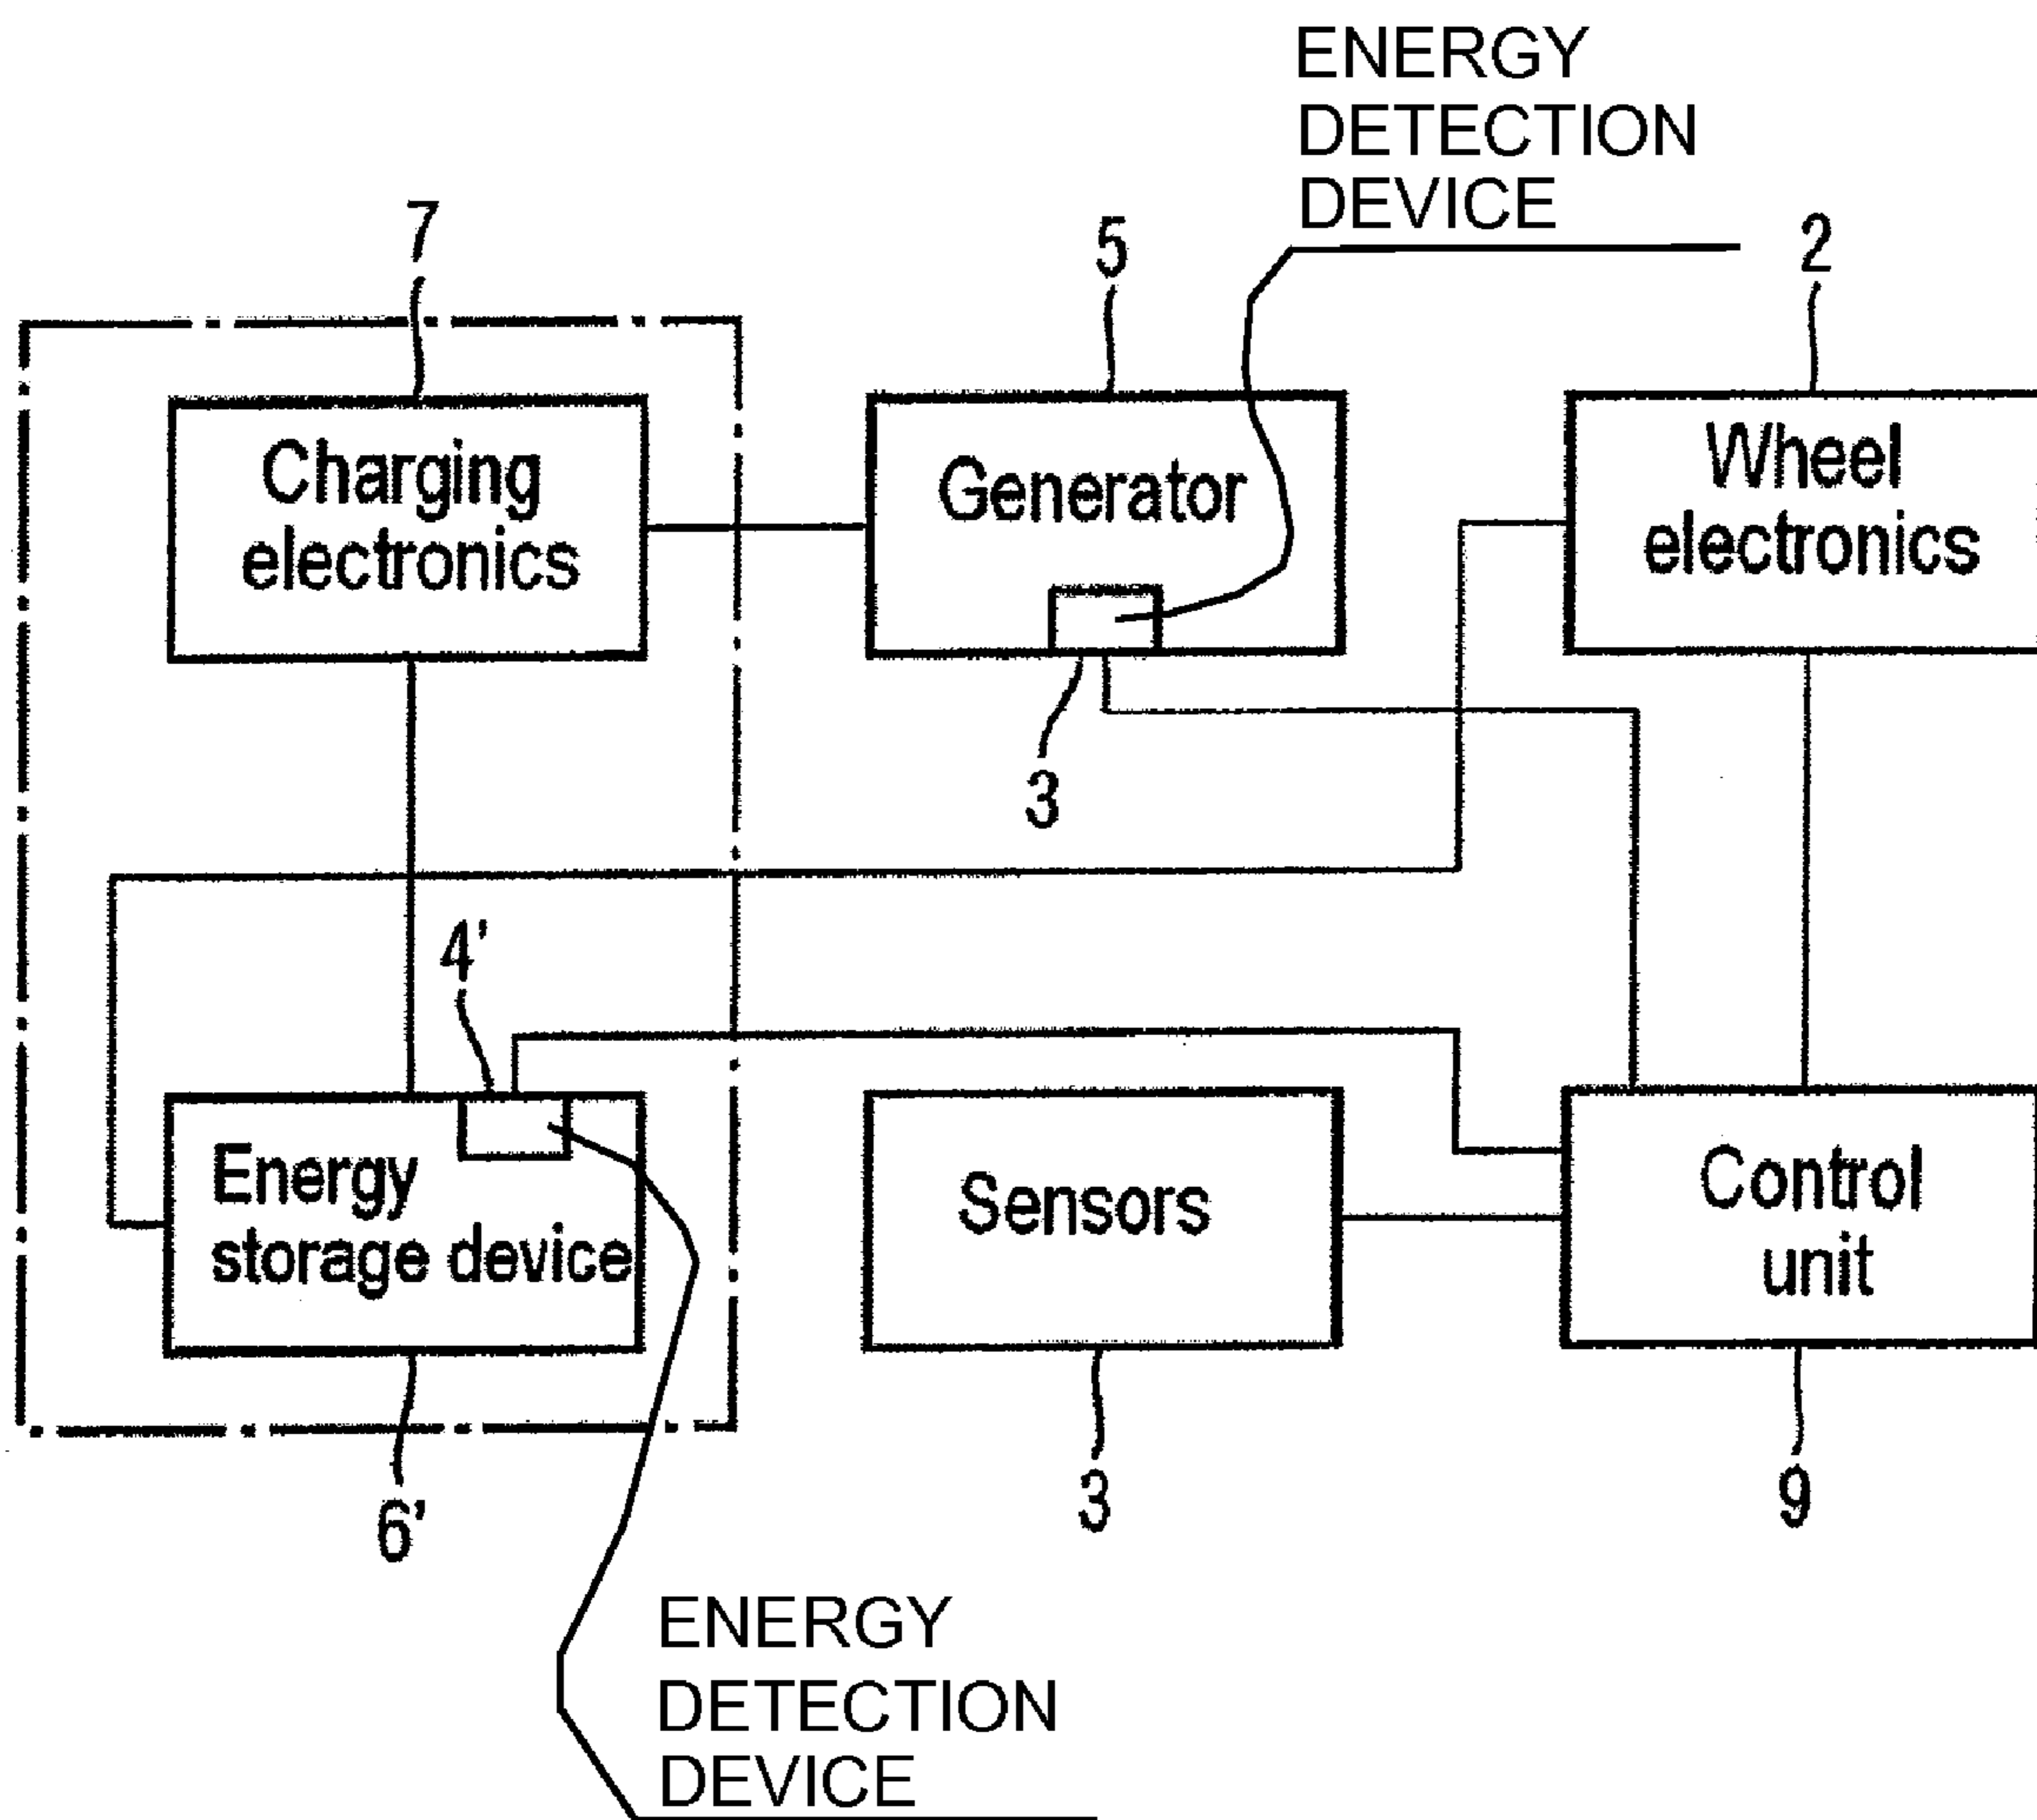 ENERGY
DETECTION
DEVICE
7
5
2
Charging
electronics
Generator
Wheel
electronics
3
4'
Energy
storage device
Sensors
Control
unit
6'
3
9
ENERGY
DETECTION
DEVICE